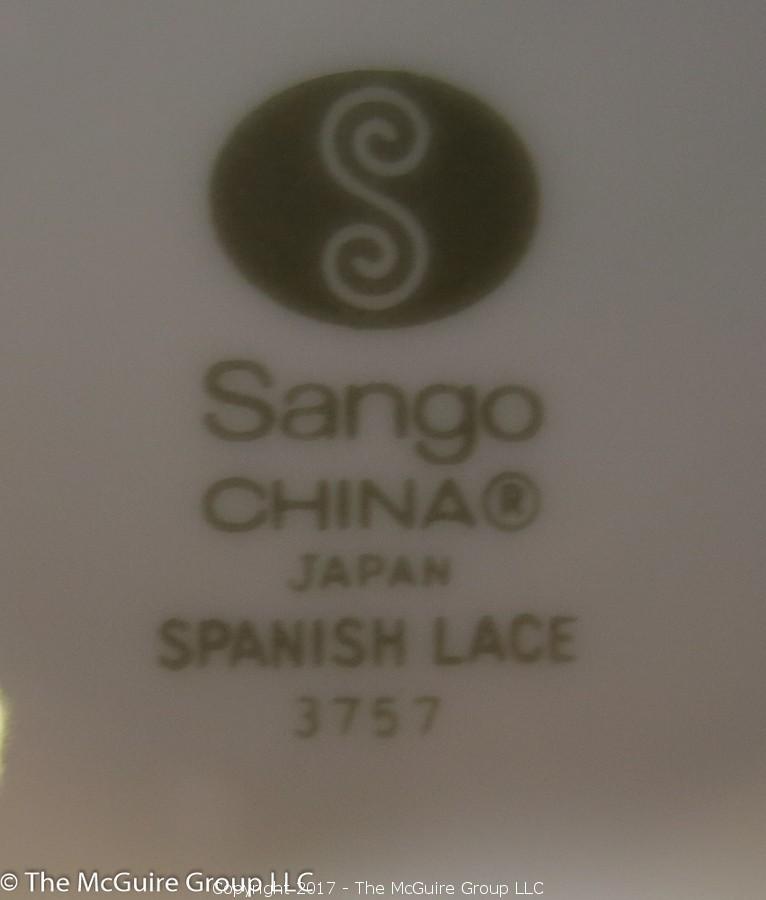 Sango
CHINA®
JAPAN
SPANISH LACE
3757
© The McGuire Group LLC
Copyright 2017 - The McGuire Group LLC